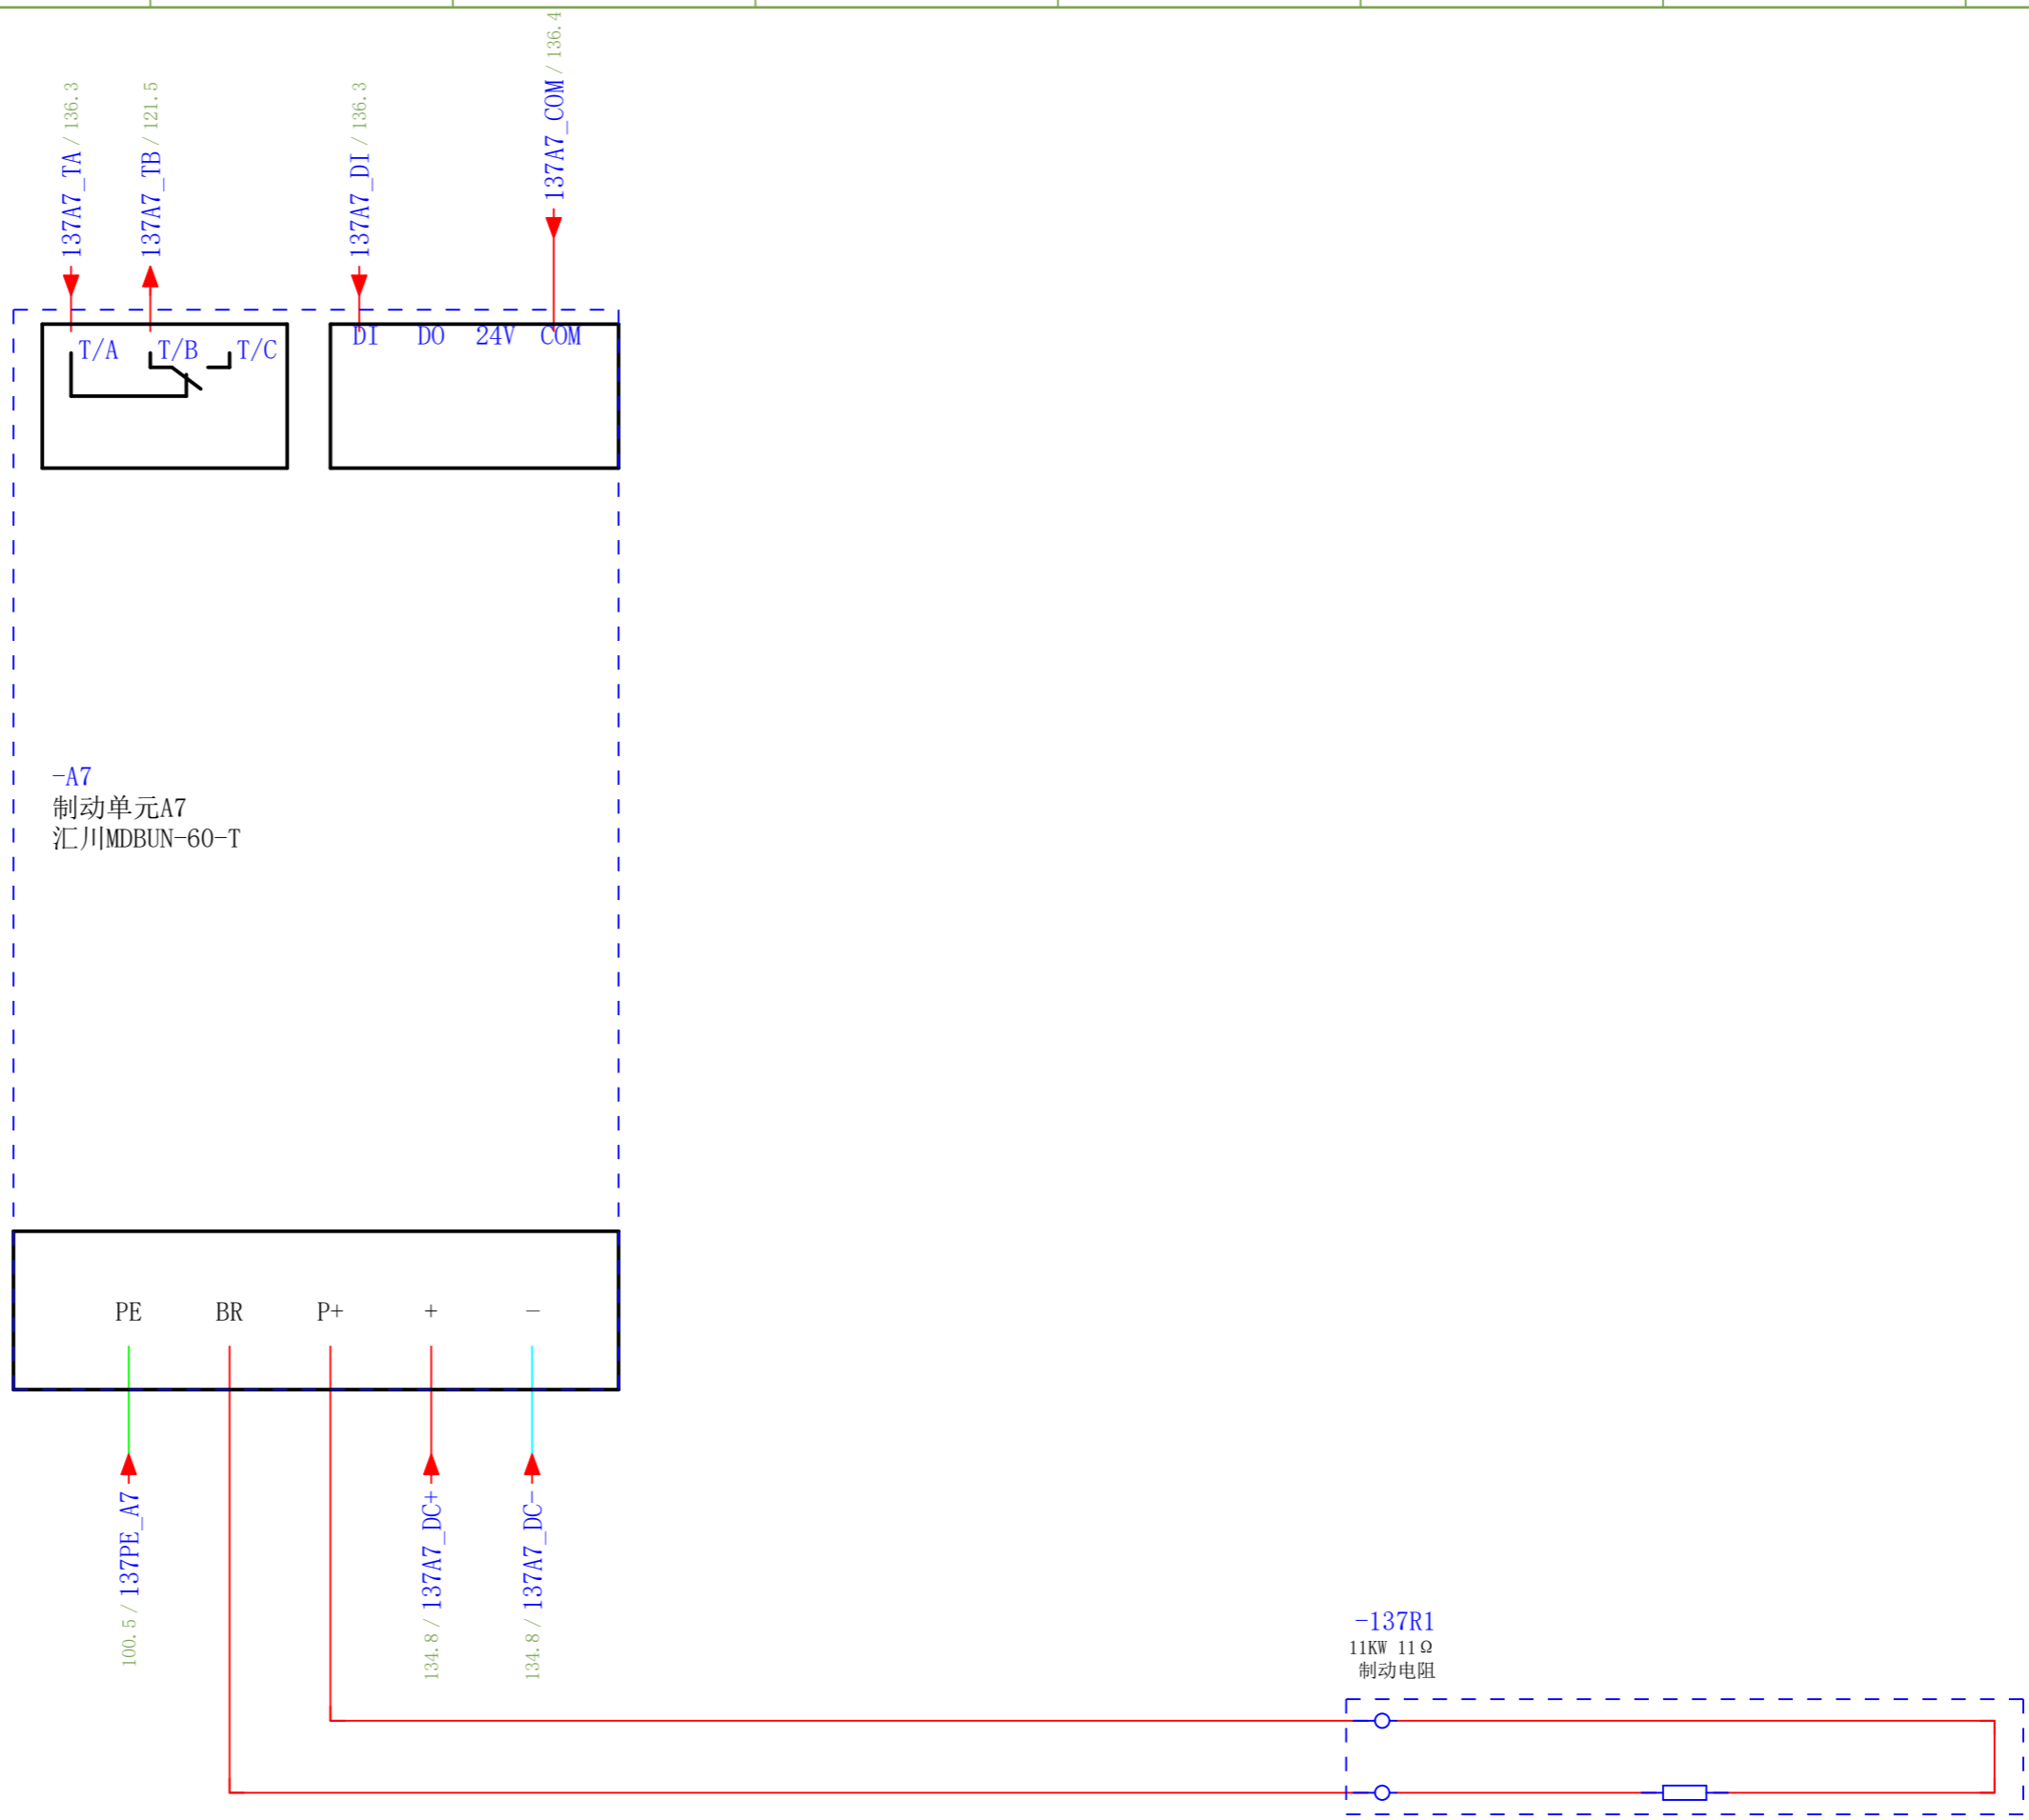 137A7_TA / 136.3
137A7_TB / 121.5
137A7_DI / 136.3
137A7_COM / 136.4
T/A T/B T/C
DI DO 24V COM
-A7
制动单元A7
汇川MDBUN-60-T
PE BR P+ + -
100.5 / 137PE_A7
134.8 / 137A7_DC+
134.8 / 137A7_DC-
-137R1
11KW 11Ω
制动电阻